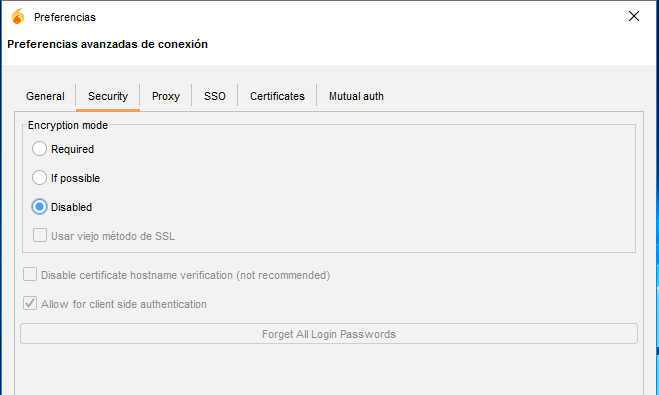 Preferencias
Preferencias avanzadas de conexión
General Security Proxy SSO Certificates Mutual auth
Encryption mode
Required
If possible
Disabled
Usar viejo método de SSL
Disable certificate hostname verification (not recommended)
Allow for client side authentication
Forget All Login Passwords